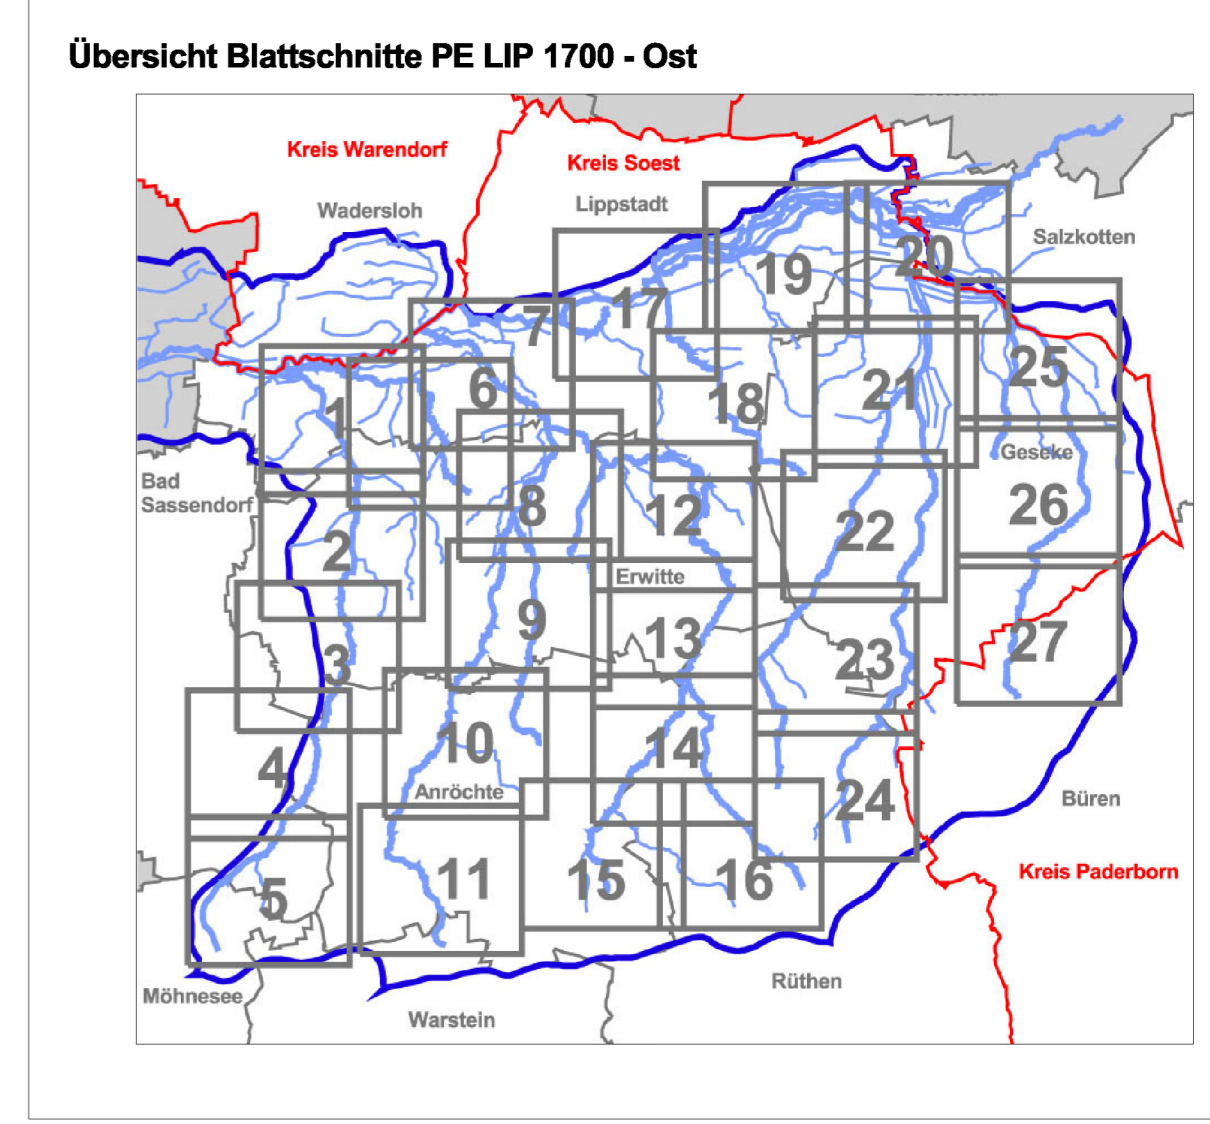 Übersicht Blattschnitte PE LIP 1700 - Ost
Kreis Warendorf
Kreis Soest
Lippstadt
Wadersloh
Salzkotten
20
19
17
7
25
6
21
18
1
Geseke
Bad
Sassendorf
26
8
12
22
2
Erwitte
9
13
27
23
3
10
14
4
Anröchte
24
Büren
Kreis Paderborn
11
15
16
5
Rüthen
Möhnesee
Warstein